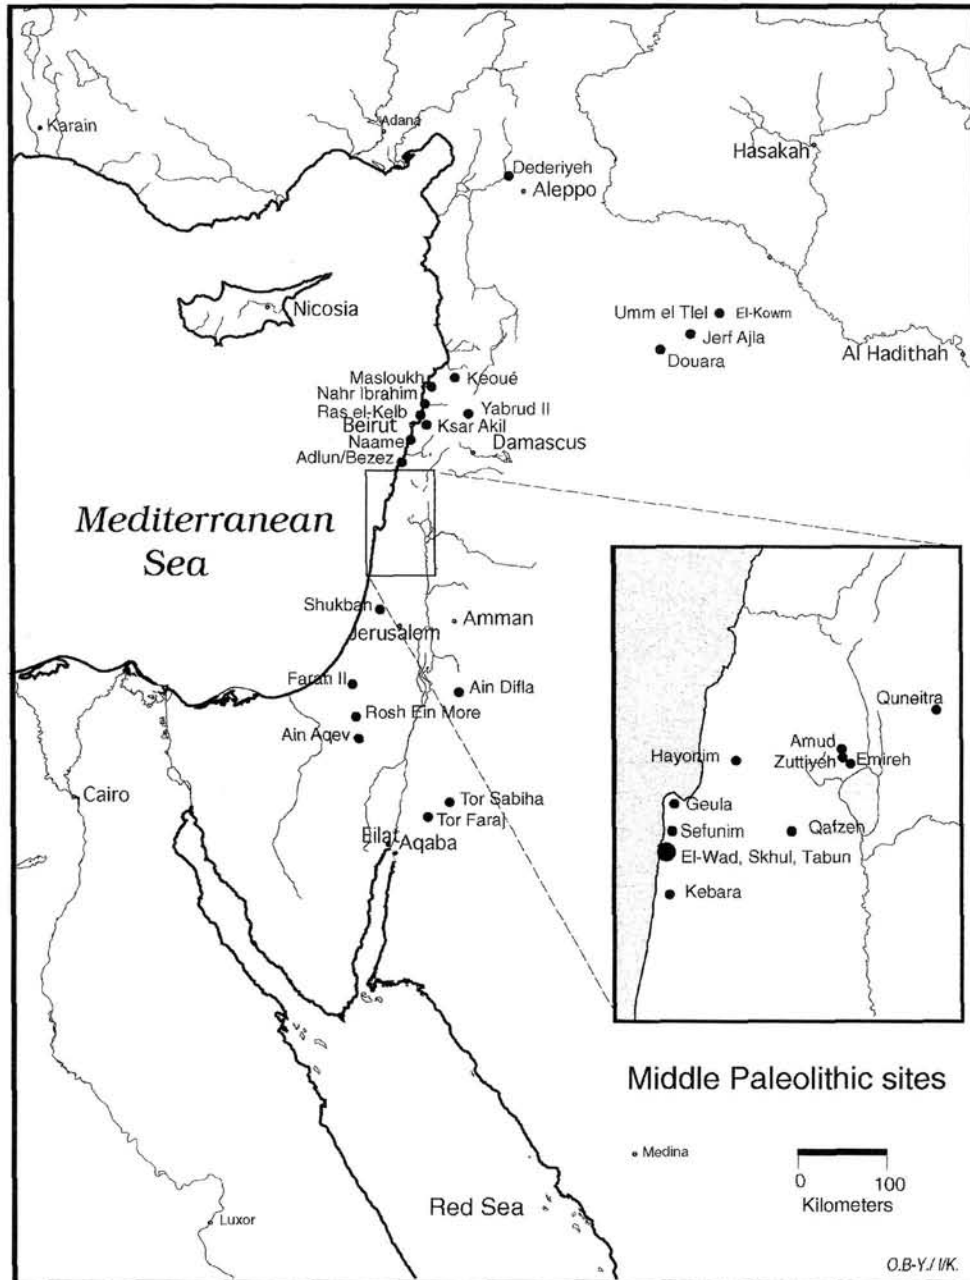 Karain
Adana
Hasakah
Dederiyeh
Aleppo
Nicosia
Umm el Tlel
El-Kowm
Jerf Ajla
Douara
Al Hadithah
Masloukh
Keoué
Nahr Ibrahim
Ras el-Kelb
Yabrud II
Beirut
Ksar Akil
Naame
Damascus
Adlun/Bezez
Mediterranean
Sea
Shukbah
Amman
Jerusalem
Farah II
Ain Difla
Rosh Ein More
Ain Aqev
Cairo
Tor Sabiha
Tor Faraj
Eilat
Aqaba
Quneitra
Amud
Hayonim
Zuttiyeh
Emireh
Geula
Sefunim
Qafzeh
El-Wad, Skhul, Tabun
Kebara
Middle Paleolithic sites
Medina
0 100
Kilometers
Red Sea
Luxor
O.B-Y./ I/K.